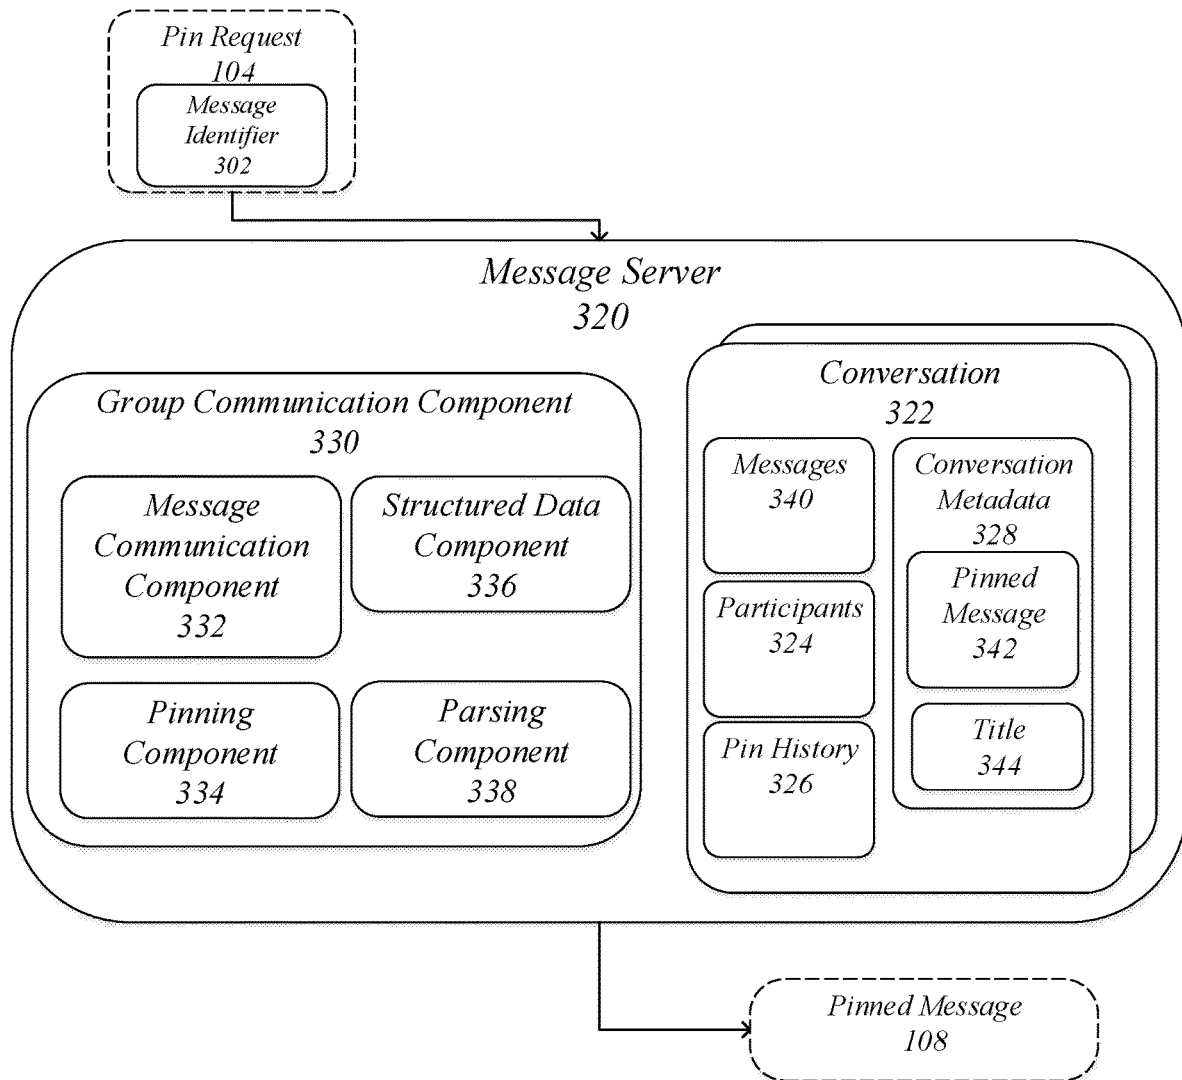 Pin Request
104
Message
Identifier
302
Message Server
320
Group Communication Component
330
Message
Communication
Component
332
Structured Data
Component
336
Pinning
Component
334
Parsing
Component
338
Conversation
322
Messages
340
Participants
324
Pin History
326
Conversation
Metadata
328
Pinned
Message
342
Title
344
Pinned Message
108